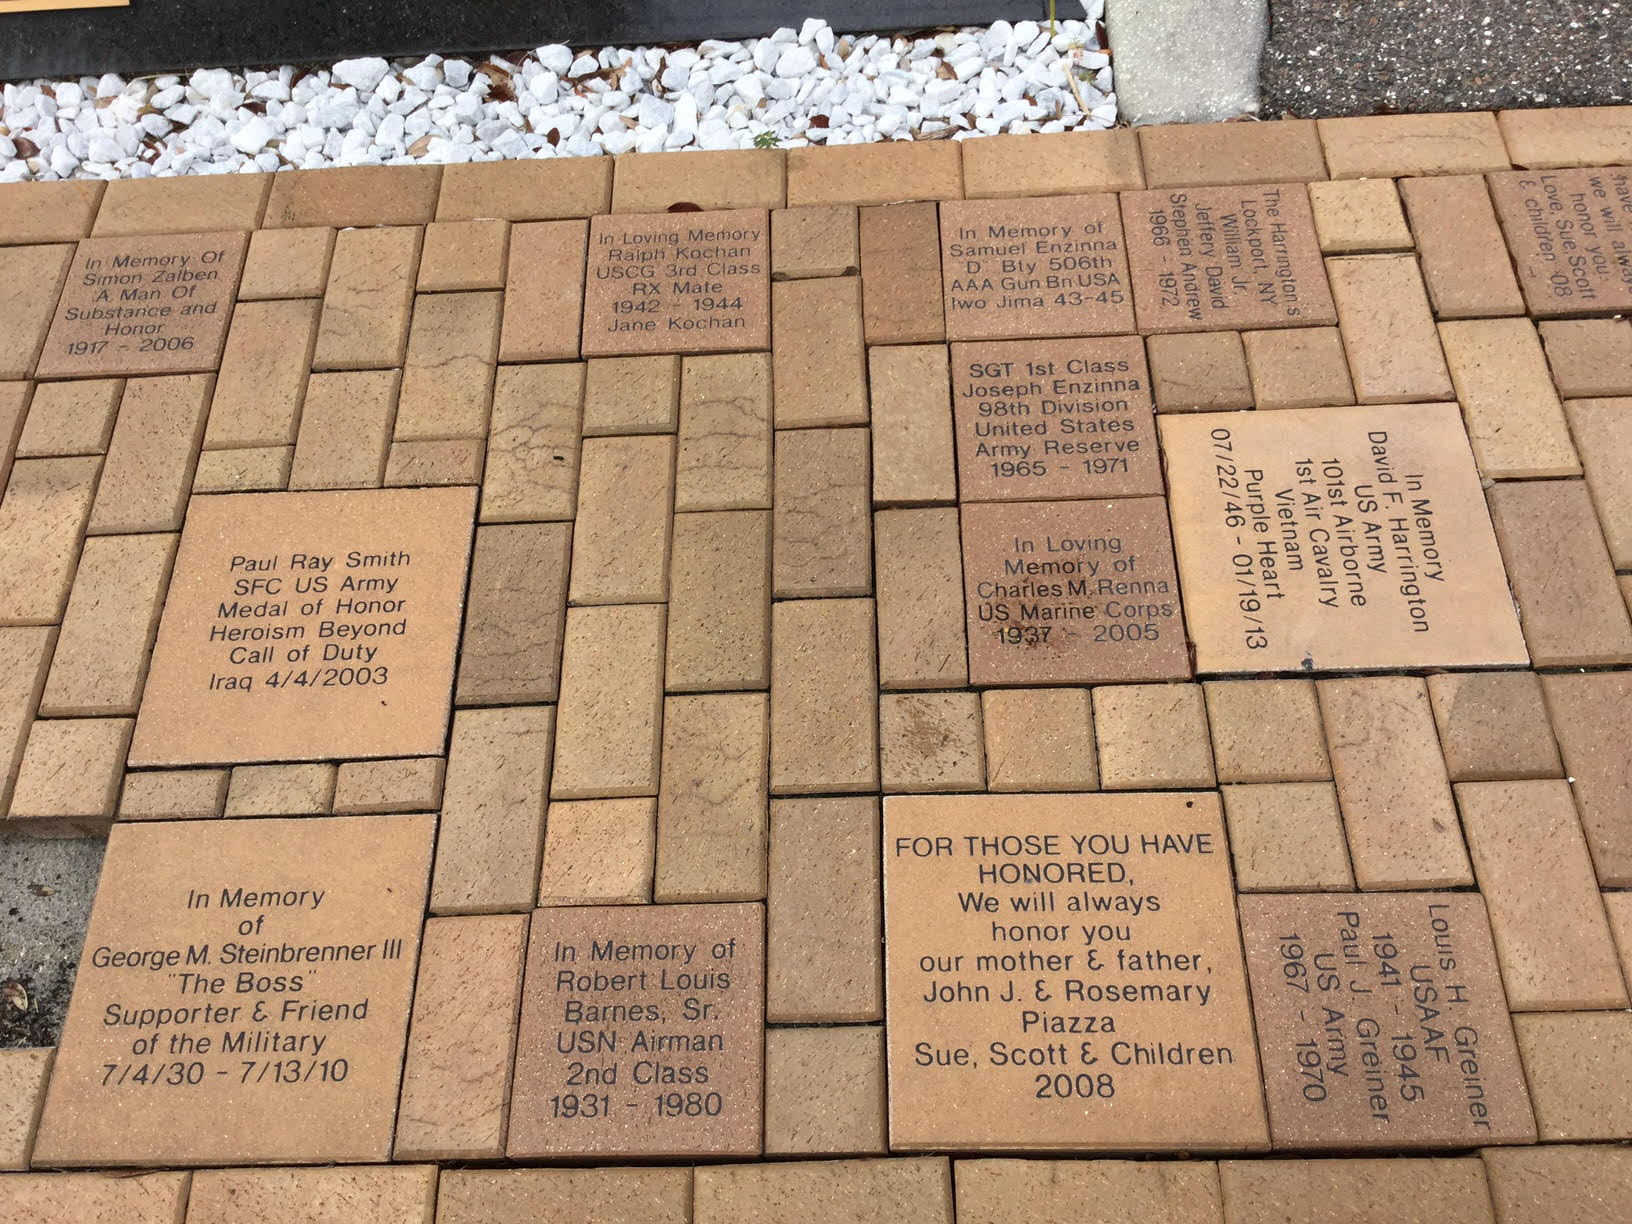 In Memory Of
Simon Zalben
A Man Of
Substance and
Honor
1917 - 2006
In Loving Memory
Ralph Kochan
USCG 3rd Class
RX Mate
1942 - 1944
Jane Kochan
In Memory of
Samuel Enzinna
"D" Bty 506th
AAA Gun Bn USA
Iwo Jima 43-45
The Harrington's
Lockport, NY
William Jr.
Jeffery David
Stephen Andrew
1966 - 1972
have
we will alway
honor you:
Love, Sue, Scott
& children -08
SGT 1st Class
Joseph Enzinna
98th Division
United States
Army Reserve
1965 - 1971
In Memory
David F. Harrington
US Army
101st Airborne
1st Air Cavalry
Vietnam
Purple Heart
07/22/46 - 01/19/13
In Loving
Memory of
Charles M. Renna
US Marine Corps
1937 - 2005
Paul Ray Smith
SFC US Army
Medal of Honor
Heroism Beyond
Call of Duty
Iraq 4/4/2003
In Memory
of
George M. Steinbrenner III
"The Boss"
Supporter & Friend
of the Military
7/4/30 - 7/13/10
In Memory of
Robert Louis
Barnes, Sr.
USN Airman
2nd Class
1931 - 1980
FOR THOSE YOU HAVE
HONORED,
We will always
honor you
our mother & father,
John J. & Rosemary
Piazza
Sue, Scott & Children
2008
Louis H. Greiner
USAAF
1941 - 1945
Paul J. Greiner
US Army
1967 - 1970